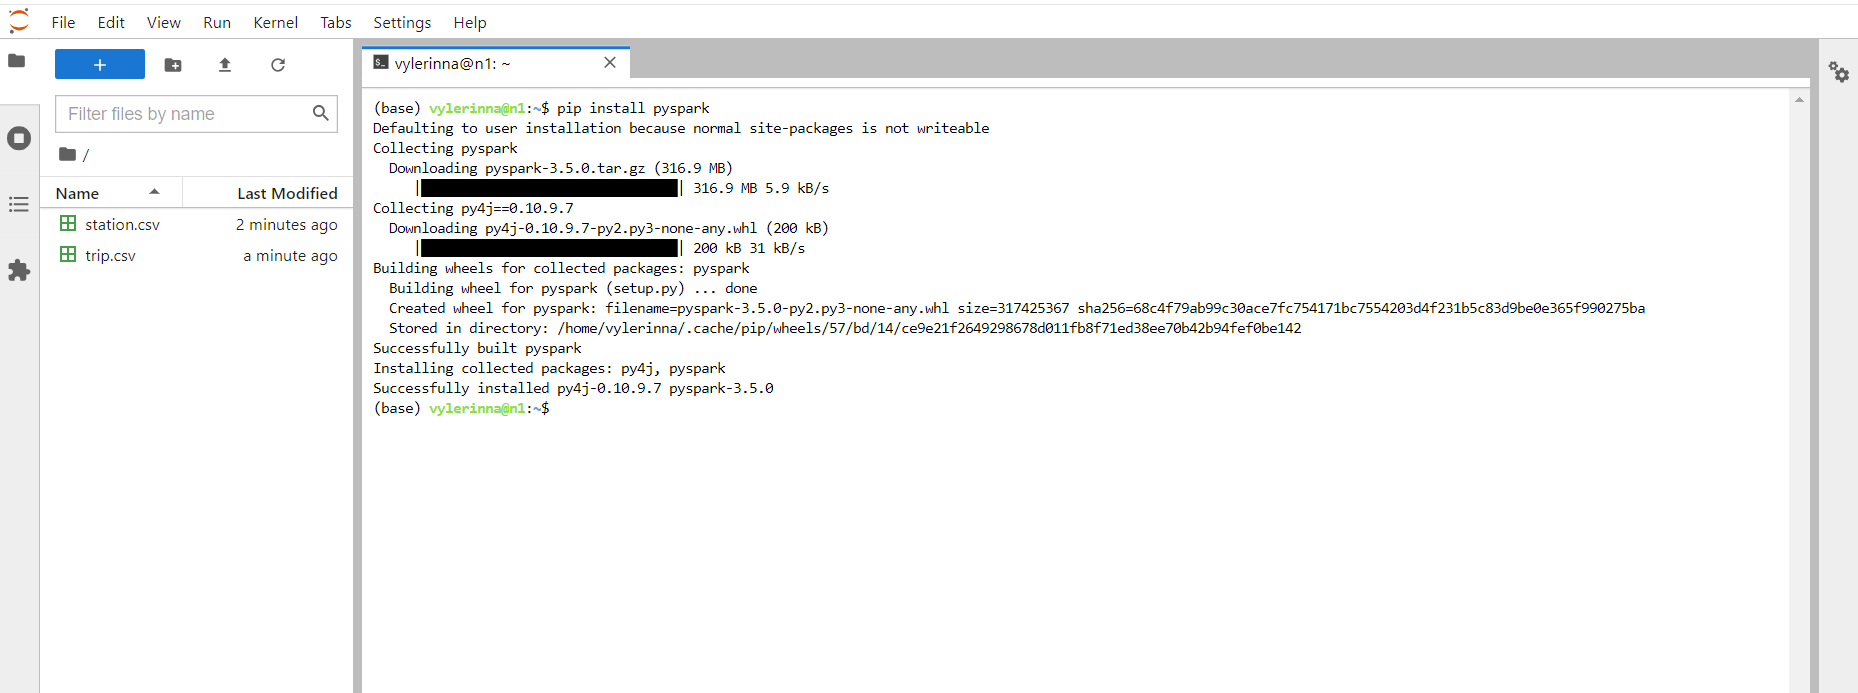 File Edit View Run Kernel Tabs Settings Help
+
Filter files by name
/
Name Last Modified
station.csv 2 minutes ago
trip.csv a minute ago
$_ vylerinna@n1: ~
(base) vylerinna@n1:~$ pip install pyspark
Defaulting to user installation because normal site-packages is not writeable
Collecting pyspark
Downloading pyspark-3.5.0.tar.gz (316.9 MB)
| | 316.9 MB 5.9 kB/s
Collecting py4j==0.10.9.7
Downloading py4j-0.10.9.7-py2.py3-none-any.whl (200 kB)
| | 200 kB 31 kB/s
Building wheels for collected packages: pyspark
Building wheel for pyspark (setup.py) ... done
Created wheel for pyspark: filename=pyspark-3.5.0-py2.py3-none-any.whl size=317425367 sha256=68c4f79ab99c30ace7fc754171bc7554203d4f231b5c83d9be0e365f990275ba
Stored in directory: /home/vylerinna/.cache/pip/wheels/57/bd/14/ce9e21f2649298678d011fb8f71ed38ee70b42b94fef0be142
Successfully built pyspark
Installing collected packages: py4j, pyspark
Successfully installed py4j-0.10.9.7 pyspark-3.5.0
(base) vylerinna@n1:~$